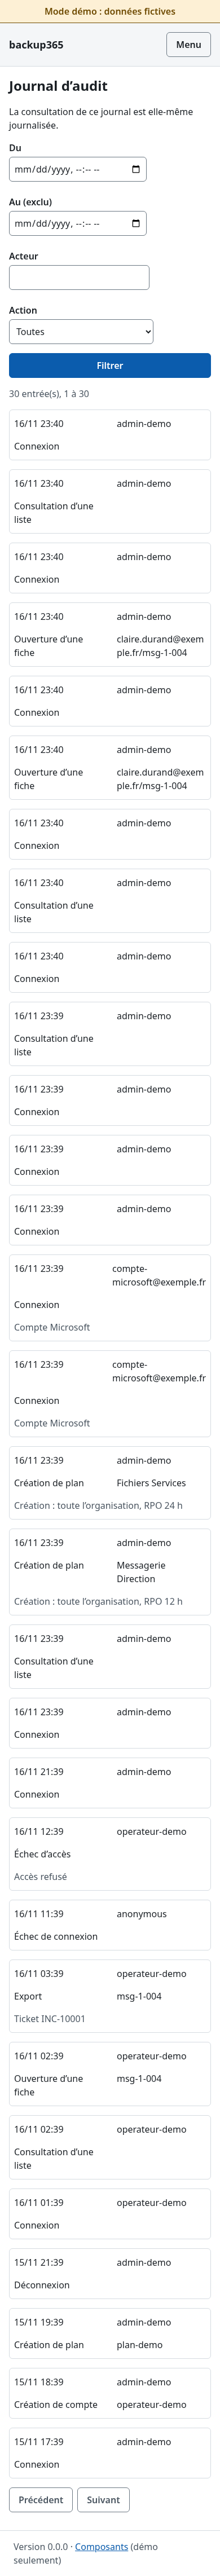 Mode démo : données fictives
backup365
Menu
Journal d’audit
La consultation de ce journal est elle-même
journalisée.
Du
mm/dd/yyyy, --:-- --
Au (exclu)
mm/dd/yyyy, --:-- --
Acteur
Action
Toutes
Filtrer
30 entrée(s), 1 à 30
16/11 23:40 admin-demo
Connexion
16/11 23:40 admin-demo
Consultation d’une
liste
16/11 23:40 admin-demo
Connexion
16/11 23:40 admin-demo
Ouverture d’une claire.durand@exem
fiche ple.fr/msg-1-004
16/11 23:40 admin-demo
Connexion
16/11 23:40 admin-demo
Ouverture d’une claire.durand@exem
fiche ple.fr/msg-1-004
16/11 23:40 admin-demo
Connexion
16/11 23:40 admin-demo
Consultation d’une
liste
16/11 23:40 admin-demo
Connexion
16/11 23:39 admin-demo
Consultation d’une
liste
16/11 23:39 admin-demo
Connexion
16/11 23:39 admin-demo
Connexion
16/11 23:39 admin-demo
Connexion
16/11 23:39 compte-
microsoft@exemple.fr
Connexion
Compte Microsoft
16/11 23:39 compte-
microsoft@exemple.fr
Connexion
Compte Microsoft
16/11 23:39 admin-demo
Création de plan Fichiers Services
Création : toute l’organisation, RPO 24 h
16/11 23:39 admin-demo
Création de plan Messagerie
Direction
Création : toute l’organisation, RPO 12 h
16/11 23:39 admin-demo
Consultation d’une
liste
16/11 23:39 admin-demo
Connexion
16/11 21:39 admin-demo
Connexion
16/11 12:39 operateur-demo
Échec d’accès
Accès refusé
16/11 11:39 anonymous
Échec de connexion
16/11 03:39 operateur-demo
Export msg-1-004
Ticket INC-10001
16/11 02:39 operateur-demo
Ouverture d’une msg-1-004
fiche
16/11 02:39 operateur-demo
Consultation d’une
liste
16/11 01:39 operateur-demo
Connexion
15/11 21:39 admin-demo
Déconnexion
15/11 19:39 admin-demo
Création de plan plan-demo
15/11 18:39 admin-demo
Création de compte operateur-demo
15/11 17:39 admin-demo
Connexion
Précédent Suivant
Version 0.0.0 · Composants (démo
seulement)